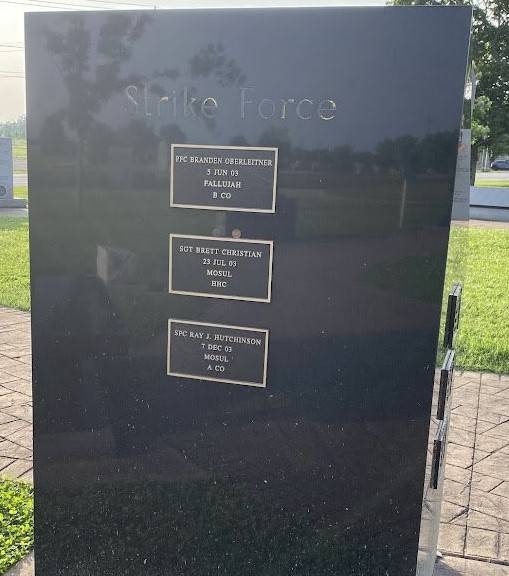 Strike Force
PFC BRANDEN OBERLEITNER
5 JUN 03
FALLUJAH
B CO
SGT BRETT CHRISTIAN
23 JUL 03
MOSUL
HHC
SPC RAY J. HUTCHINSON
7 DEC 03
MOSUL
A CO